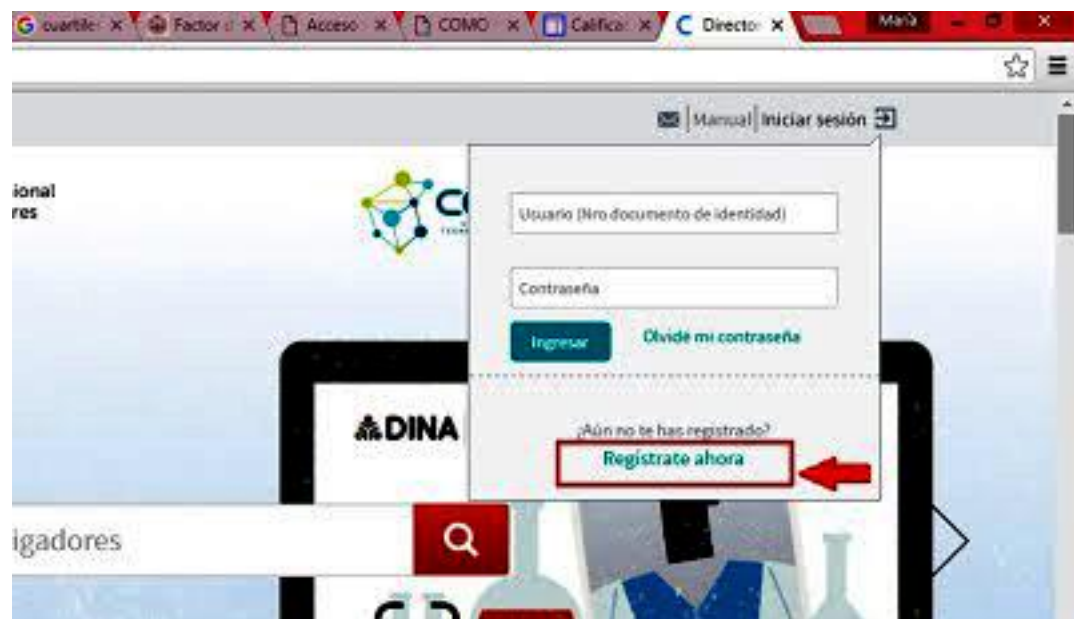 cuartile
Factor d
Acceso
COMO
Califica
Director
María
Manual
Iniciar sesión
ional
res
Usuario (Nro documento de identidad)
Contraseña
Ingresar
Olvidé mi contraseña
DINA
¿Aún no te has registrado?
Regístrate ahora
igadores